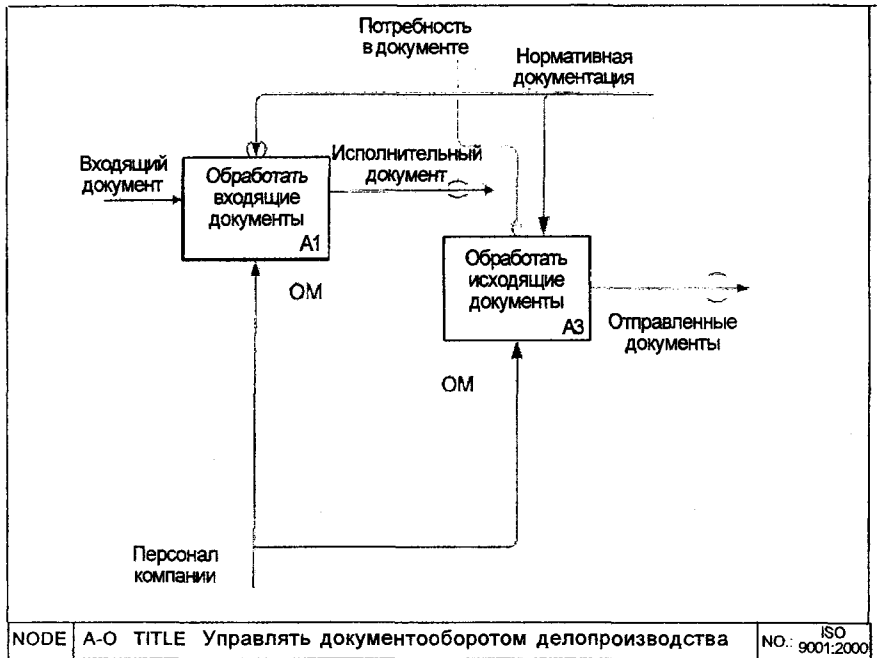 Потребность
в документе
Нормативная
документация
Входящий
документ
Обработать
входящие
документы
A1
Исполнительный
документ
Обработать
исходящие
документы
A3
ОМ
Отправленные
документы
ОМ
Персонал
компании
NODE A-O TITLE Управлять документооборотом делопроизводства NO.: ISO
9001:2000